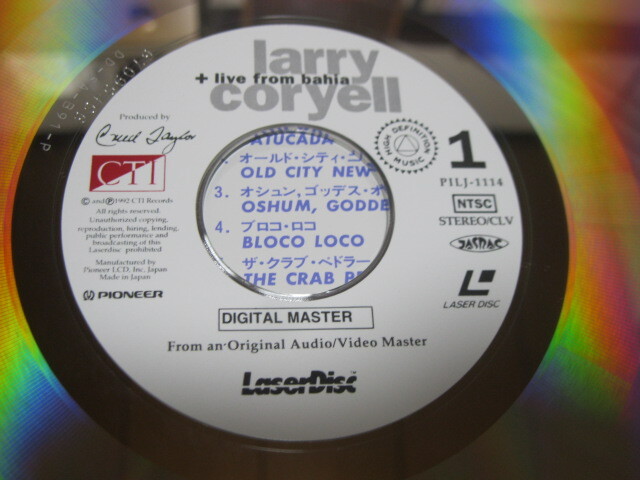 larry
+ live from bahia
coryell
Produced by
Creed Taylor
CTI
© and ℗ 1992 CTI Records
All rights reserved.
Unauthorized copying,
reproduction, hiring, lending,
public performance and
broadcasting of this
Laserdisc prohibited
Manufactured by
Pioneer LDC, Inc, Japan
Made in Japan
PIONEER
HIGH DEFINITION MUSIC
1
PILJ-1114
NTSC
STEREO/CLV
JASRAC
LASER DISC
オールド・シティ・
OLD CITY NEW
3. オシュン,ゴッデス・オ
OSHUM, GODDE
4. ブロコ・ロコ
BLOCO LOCO
ザ・クラブ・ペドラー
THE CRAB PE
DIGITAL MASTER
From an Original Audio/Video Master
LaserDisc